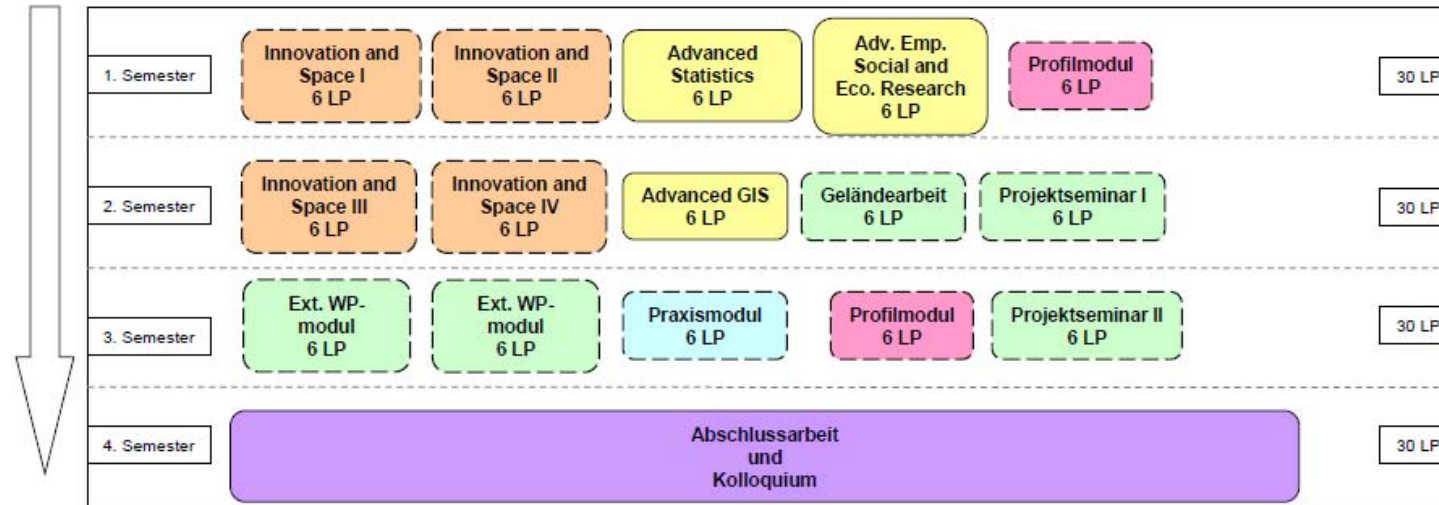 1. Semester
Innovation and
Space I
6 LP
Innovation and
Space II
6 LP
Advanced
Statistics
6 LP
Adv. Emp.
Social and
Eco. Research
6 LP
Profilmodul
6 LP
30 LP
2. Semester
Innovation and
Space III
6 LP
Innovation and
Space IV
6 LP
Advanced GIS
6 LP
Geländearbeit
6 LP
Projektseminar I
6 LP
30 LP
3. Semester
Ext. WP-
modul
6 LP
Ext. WP-
modul
6 LP
Praxismodul
6 LP
Profilmodul
6 LP
Projektseminar II
6 LP
30 LP
4. Semester
Abschlussarbeit
und
Kolloquium
30 LP